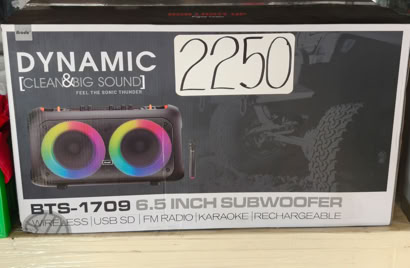 DYNAMIC
2250
[CLEAN&BIG SOUND]
FEEL THE SONIC THUNDER
BTS-1709 6.5 INCH SUBWOOFER
WIRELESS | USB SD | FM RADIO | KARAOKE | RECHARGEABLE